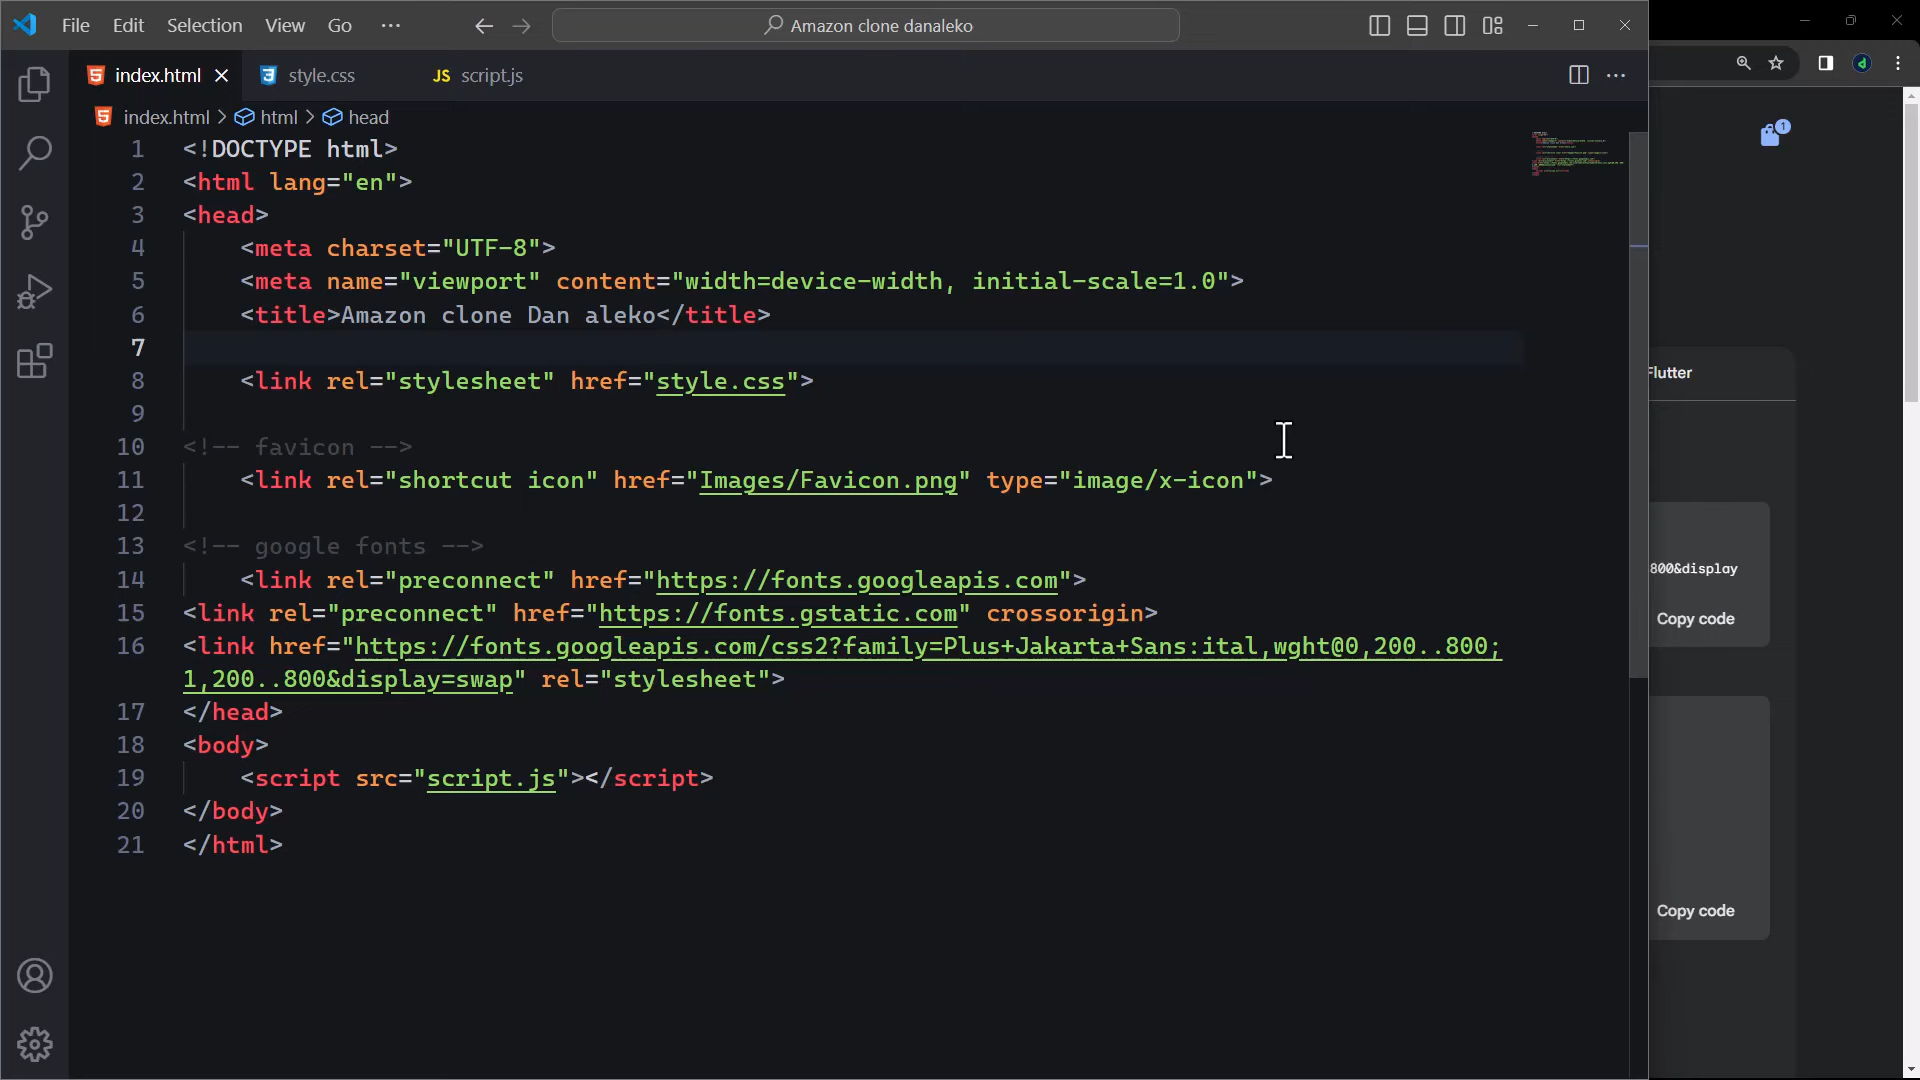 File Edit Selection View Go ···
Amazon clone danaleko
index.html
style.css
JS script.js
index.html > html > head
1 <!DOCTYPE html>
2 <html lang="en">
3 <head>
4 <meta charset="UTF-8">
5 <meta name="viewport" content="width=device-width, initial-scale=1.0">
6 <title>Amazon clone Dan aleko</title>
7
8 <link rel="stylesheet" href="style.css">
9
10 <!-- favicon -->
11 <link rel="shortcut icon" href="Images/Favicon.png" type="image/x-icon">
12
13 <!-- google fonts -->
14 <link rel="preconnect" href="https://fonts.googleapis.com">
15 <link rel="preconnect" href="https://fonts.gstatic.com" crossorigin>
16 <link href="https://fonts.googleapis.com/css2?family=Plus+Jakarta+Sans:ital,wght@0,200..800;
1,200..800&display=swap" rel="stylesheet">
17 </head>
18 <body>
19 <script src="script.js"></script>
20 </body>
21 </html>
d
1
Flutter
800&display
Copy code
Copy code